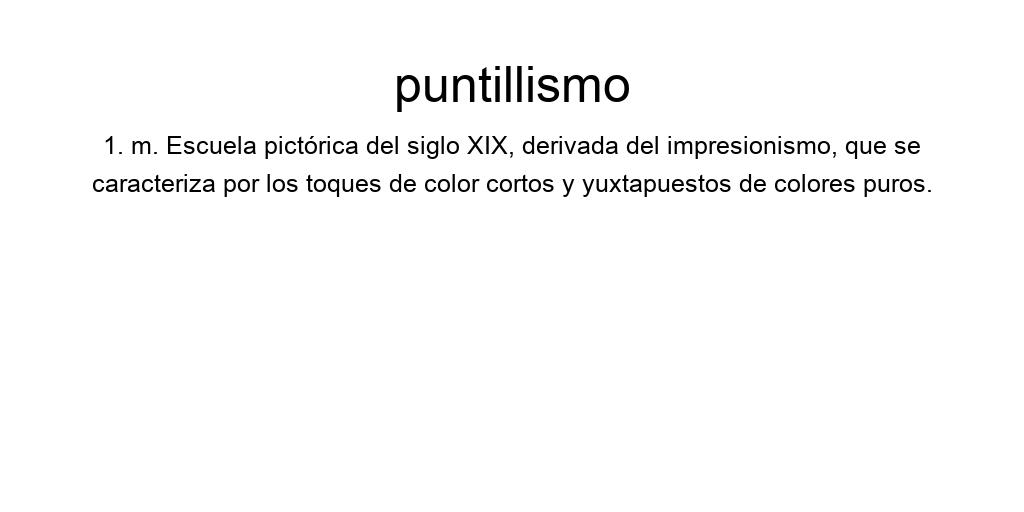 puntillismo
1. m. Escuela pictórica del siglo XIX, derivada del impresionismo, que se
caracteriza por los toques de color cortos y yuxtapuestos de colores puros.